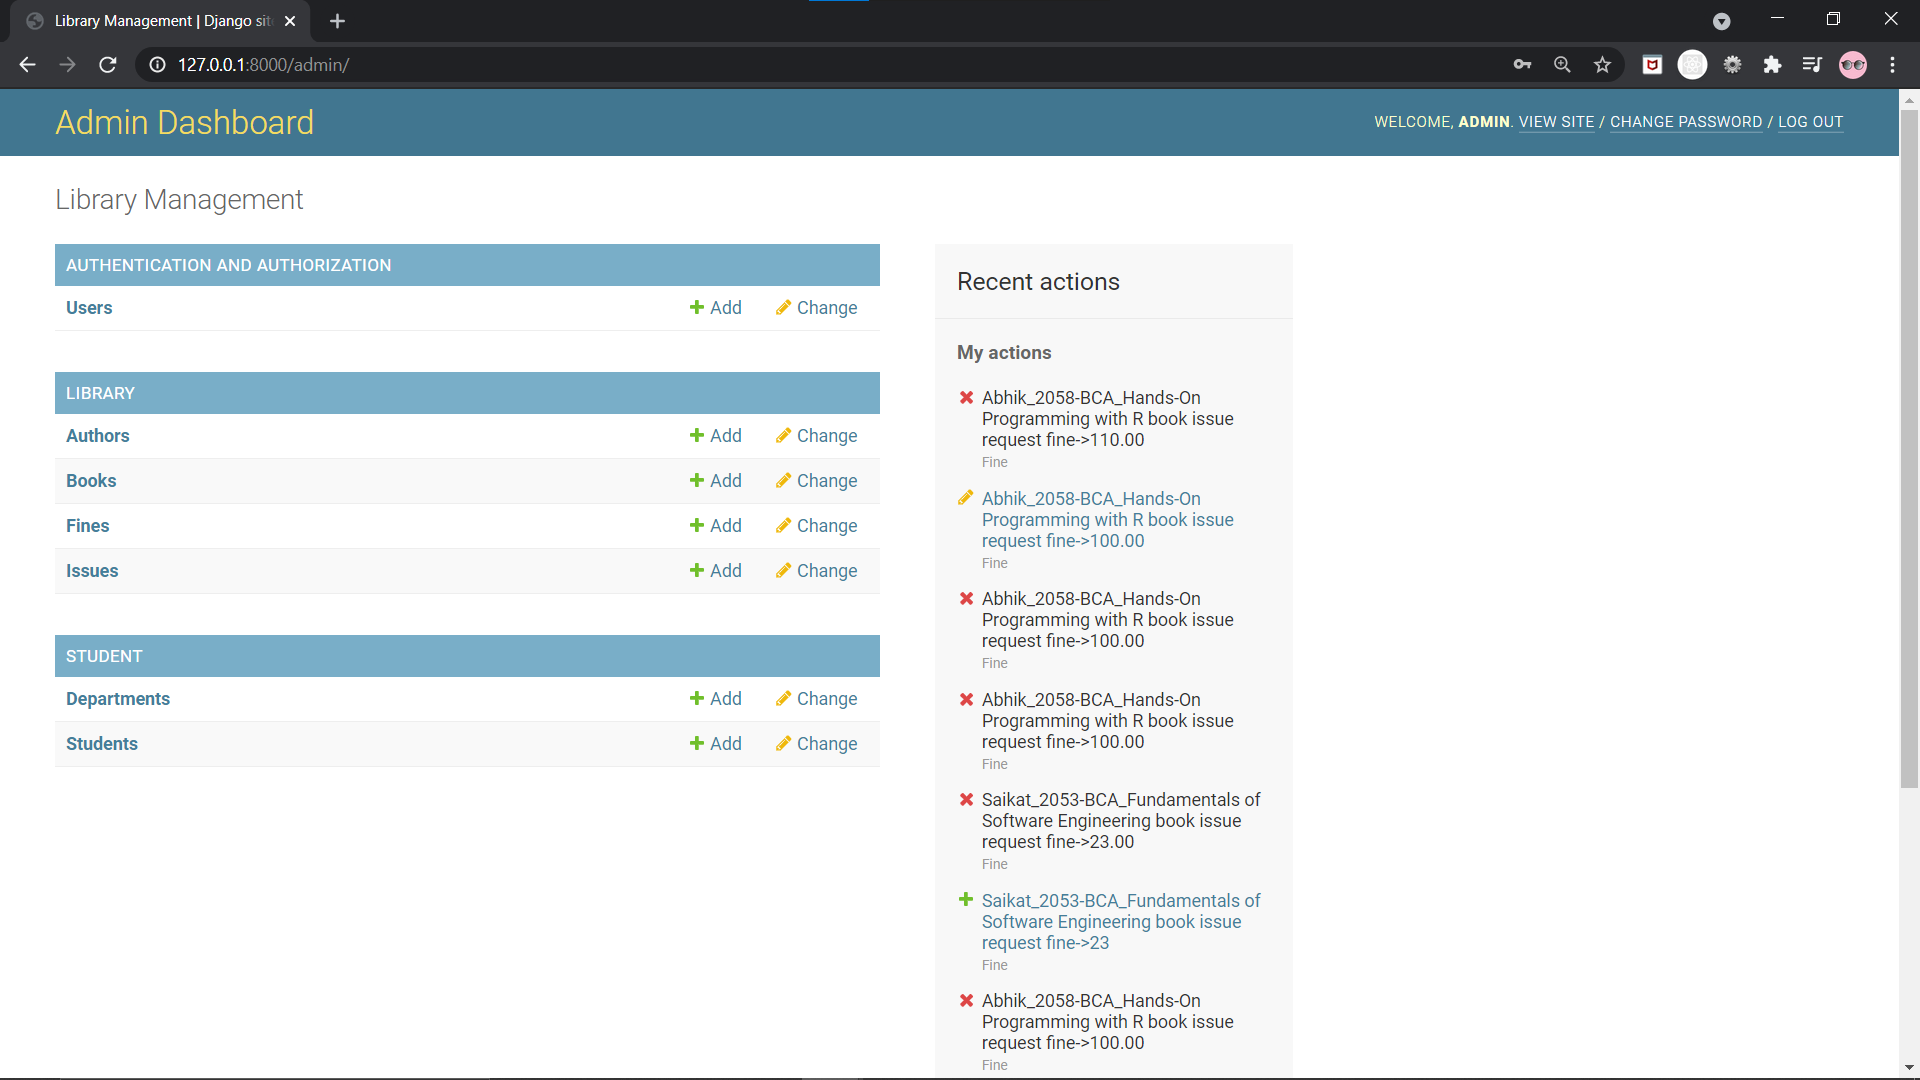 Library Management | Django sit
127.0.0.1:8000/admin/
Admin Dashboard
WELCOME, ADMIN. VIEW SITE / CHANGE PASSWORD / LOG OUT
Library Management
AUTHENTICATION AND AUTHORIZATION
Users Add Change
LIBRARY
Authors Add Change
Books Add Change
Fines Add Change
Issues Add Change
STUDENT
Departments Add Change
Students Add Change
Recent actions
My actions
Abhik_2058-BCA_Hands-On
Programming with R book issue
request fine->110.00
Fine
Abhik_2058-BCA_Hands-On
Programming with R book issue
request fine->100.00
Fine
Abhik_2058-BCA_Hands-On
Programming with R book issue
request fine->100.00
Fine
Abhik_2058-BCA_Hands-On
Programming with R book issue
request fine->100.00
Fine
Saikat_2053-BCA_Fundamentals of
Software Engineering book issue
request fine->23.00
Fine
Saikat_2053-BCA_Fundamentals of
Software Engineering book issue
request fine->23
Fine
Abhik_2058-BCA_Hands-On
Programming with R book issue
request fine->100.00
Fine